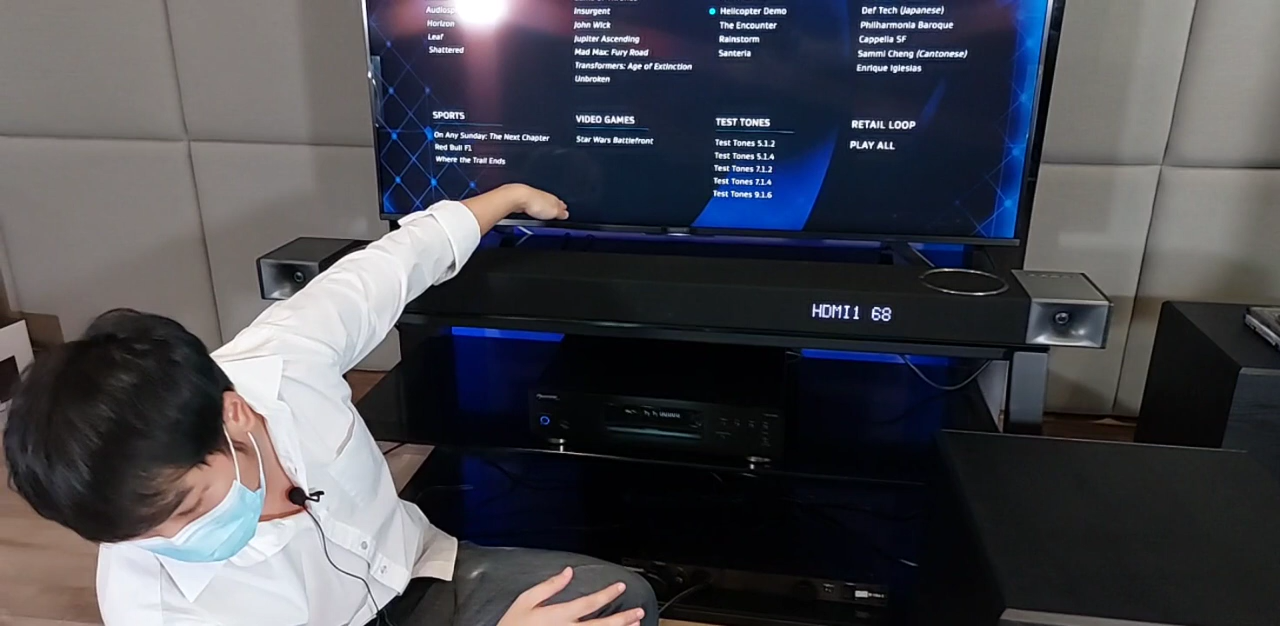 Horizon
Leaf
Shattered
Insurgent
John Wick
Jupiter Ascending
Mad Max: Fury Road
Transformers: Age of Extinction
Unbroken
Helicopter Demo
The Encounter
Rainstorm
Santeria
Def Tech (Japanese)
Philharmonia Baroque
Cappella SF
Sammi Cheng (Cantonese)
Enrique Iglesias
SPORTS
On Any Sunday: The Next Chapter
Red Bull F1
Where the Trail Ends
VIDEO GAMES
Star Wars Battlefront
TEST TONES
Test Tones 5.1.2
Test Tones 5.1.4
Test Tones 7.1.2
Test Tones 7.1.4
Test Tones 9.1.6
RETAIL LOOP
PLAY ALL
HDMI1 68